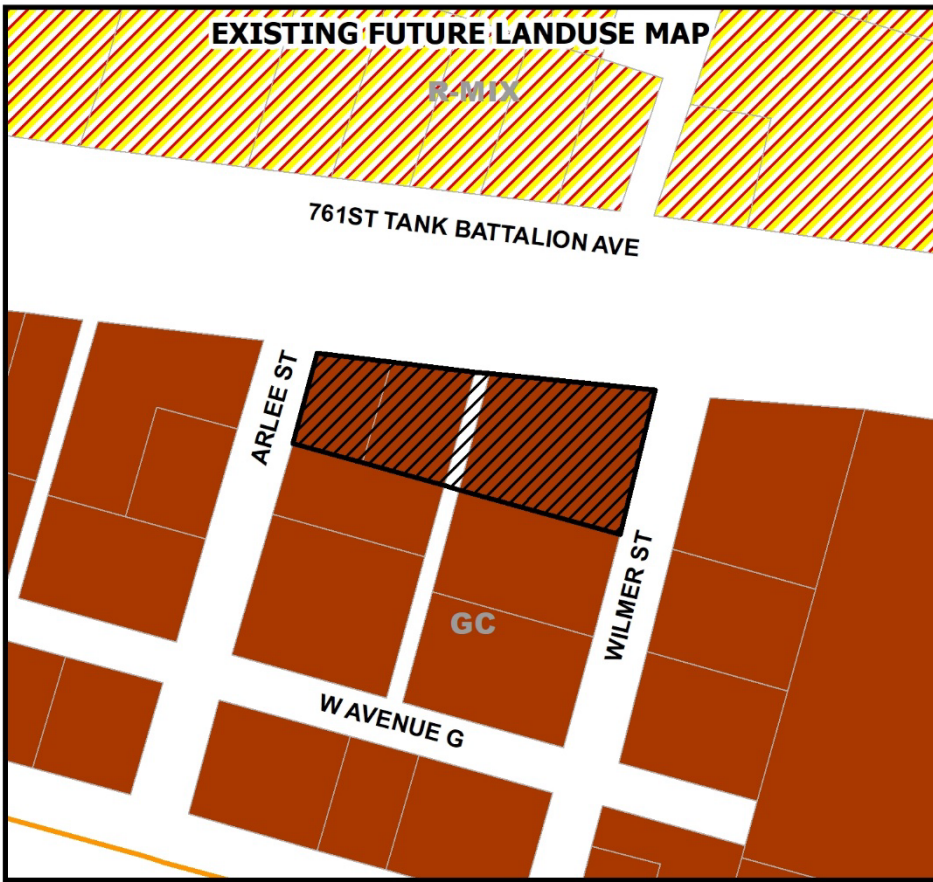 EXISTING FUTURE LANDUSE MAP
R-MIX
761ST TANK BATTALION AVE
ARLEE ST
WILMER ST
GC
W AVENUE G